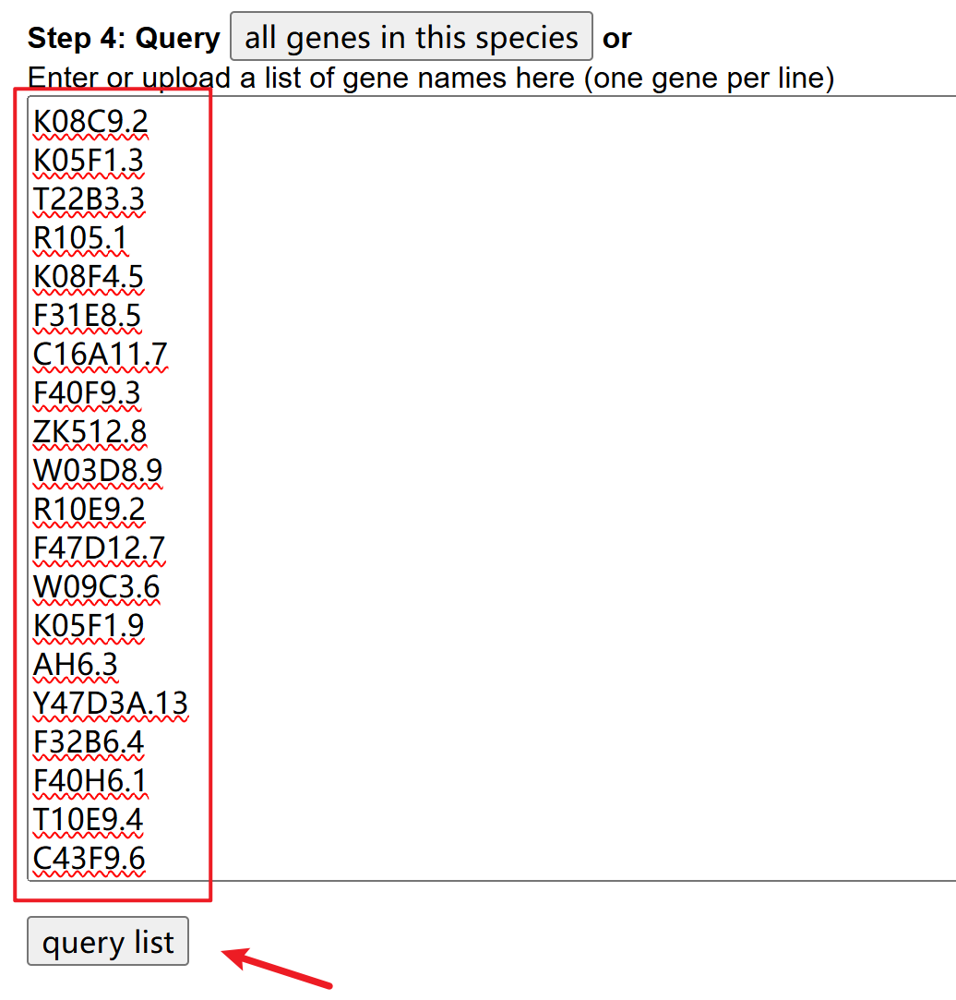 Step 4: Query all genes in this species or
Enter or upload a list of gene names here (one gene per line)
K08C9.2
K05F1.3
T22B3.3
R105.1
K08F4.5
F31E8.5
C16A11.7
F40F9.3
ZK512.8
W03D8.9
R10E9.2
F47D12.7
W09C3.6
K05F1.9
AH6.3
Y47D3A.13
F32B6.4
F40H6.1
T10E9.4
C43F9.6
query list